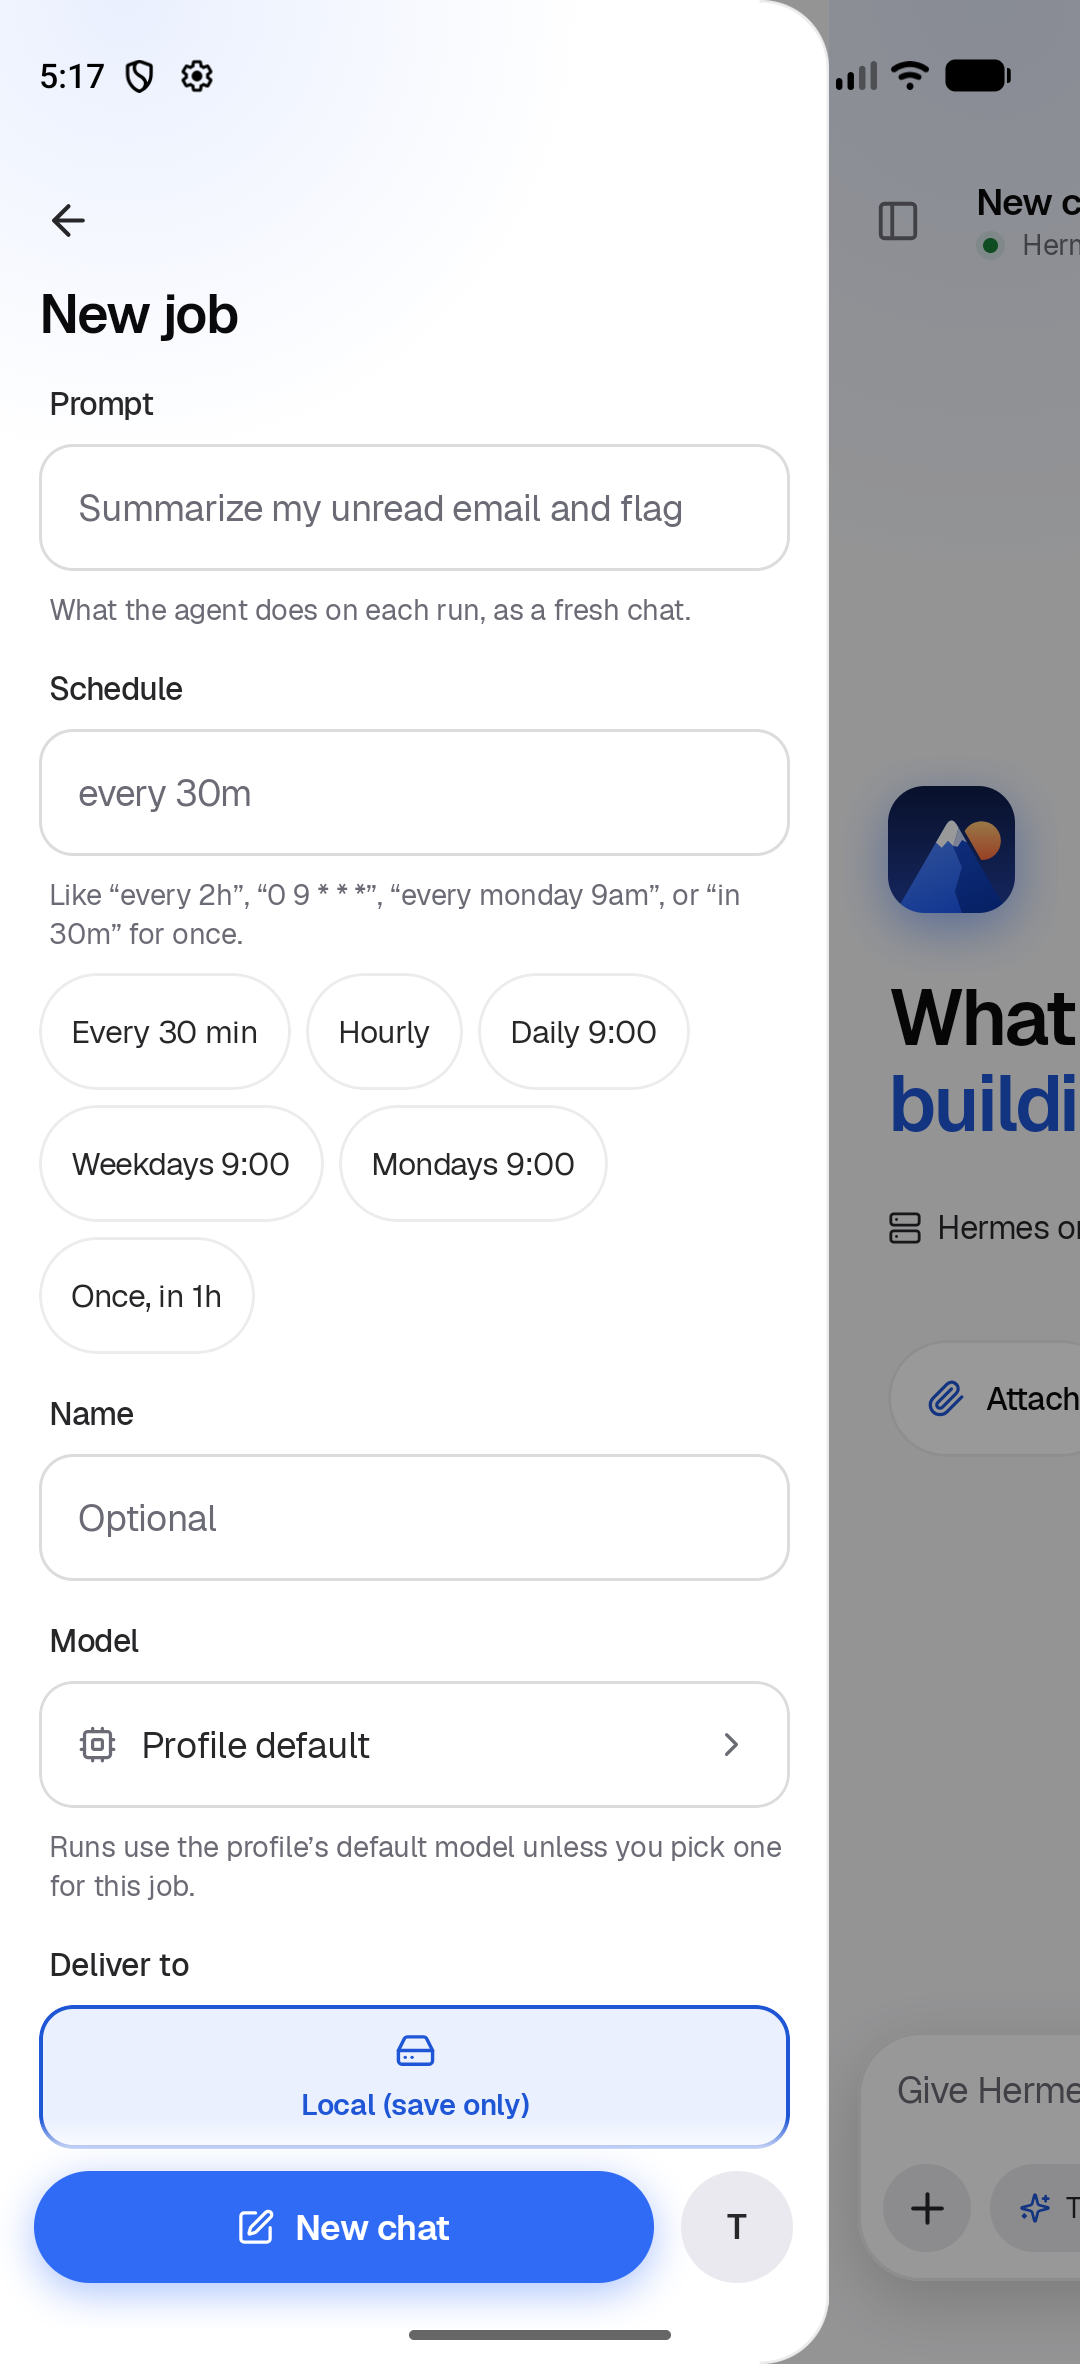 5:17
New job
Prompt
Summarize my unread email and flag
What the agent does on each run, as a fresh chat.
Schedule
every 30m
Like “every 2h”, “0 9 * * *”, “every monday 9am”, or “in
30m” for once.
Every 30 min
Hourly
Daily 9:00
Weekdays 9:00
Mondays 9:00
Once, in 1h
Name
Optional
Model
Profile default
Runs use the profile’s default model unless you pick one
for this job.
Deliver to
Local (save only)
New chat
T
New c
Herm
What
buildi
Hermes or
Attach
Give Herme
T